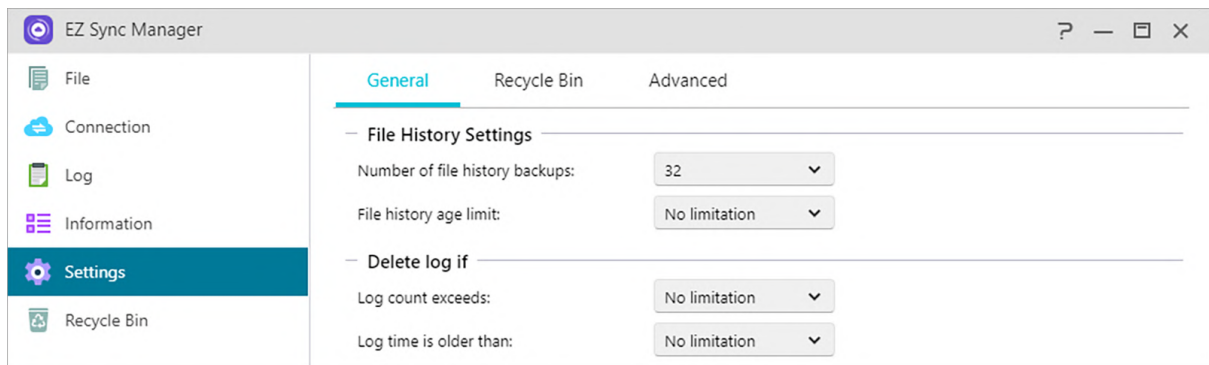 EZ Sync Manager
File
Connection
Log
Information
Settings
Recycle Bin
General Recycle Bin Advanced
File History Settings
Number of file history backups: 32
File history age limit: No limitation
Delete log if
Log count exceeds: No limitation
Log time is older than: No limitation